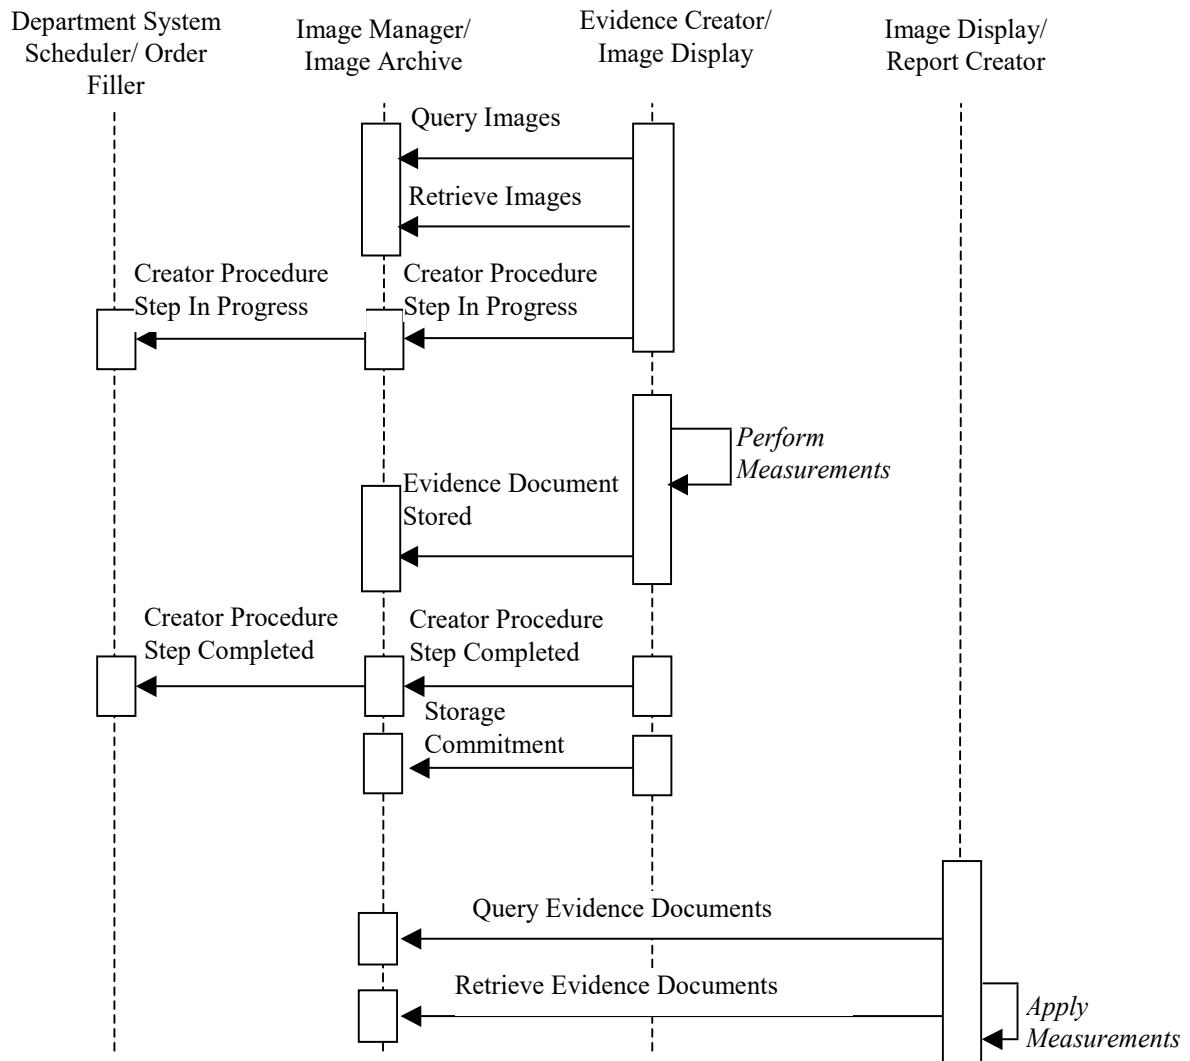 Department System
Scheduler/ Order
Filler
Image Manager/
Image Archive
Evidence Creator/
Image Display
Image Display/
Report Creator
Query Images
Retrieve Images
Creator Procedure
Step In Progress
Creator Procedure
Step In Progress
Perform
Measurements
Evidence Document
Stored
Creator Procedure
Step Completed
Creator Procedure
Step Completed
Storage
Commitment
Query Evidence Documents
Retrieve Evidence Documents
Apply
Measurements